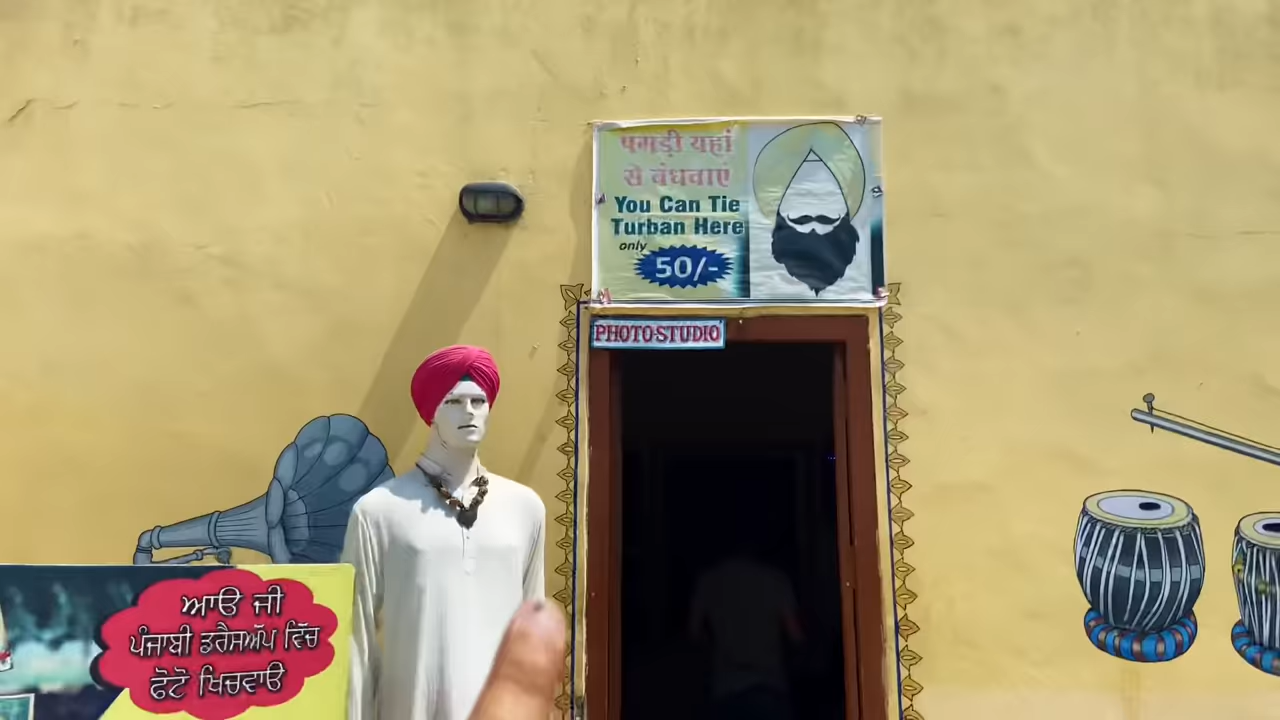 पगड़ी यहां
से बंधवाएं
You Can Tie
Turban Here
only
50/-
PHOTO STUDIO
ਆਓ ਜੀ
ਪੰਜਾਬੀ ਡਰੈਸਅੱਪ ਵਿੱਚ
ਫੋਟੋ ਖਿਚਵਾਓ